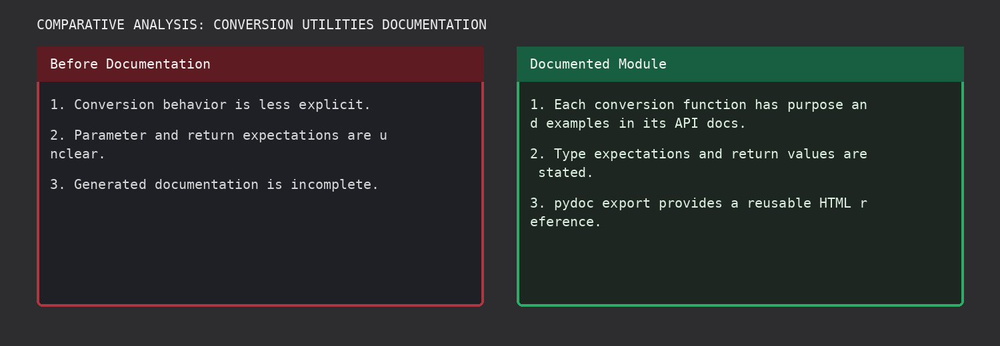 COMPARATIVE ANALYSIS: CONVERSION UTILITIES DOCUMENTATION
Before Documentation
1. Conversion behavior is less explicit.
2. Parameter and return expectations are u
nclear.
3. Generated documentation is incomplete.
Documented Module
1. Each conversion function has purpose an
d examples in its API docs.
2. Type expectations and return values are
 stated.
3. pydoc export provides a reusable HTML r
eference.